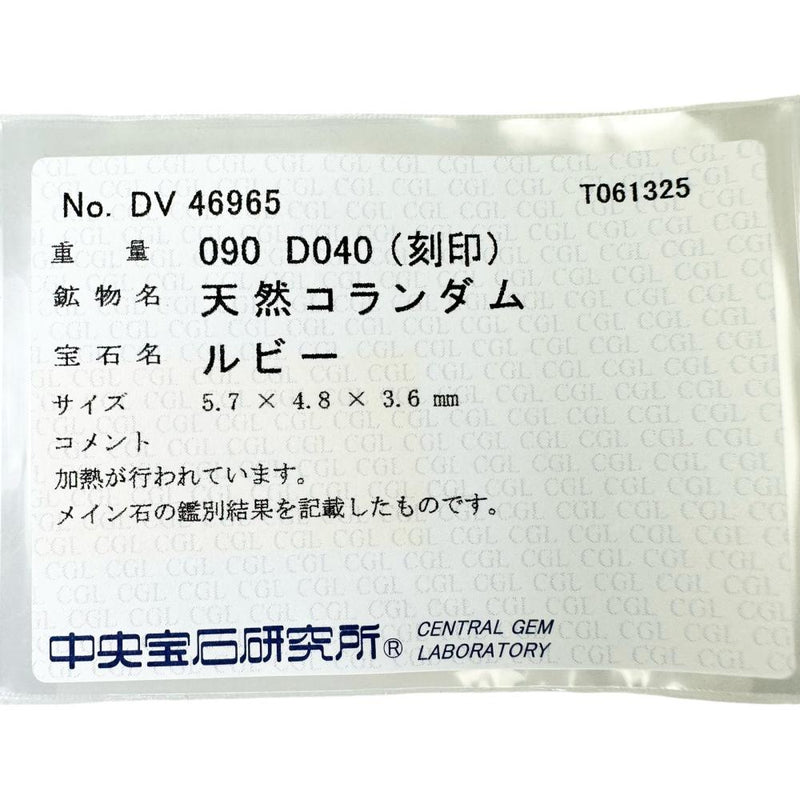 No. DV 46965 T061325
重量 090 D040(刻印)
鉱物名 天然コランダム
宝石名 ルビー
サイズ 5.7 × 4.8 × 3.6 mm
コメント
加熱が行われています。
メイン石の鑑別結果を記載したものです。
中央宝石研究所® CENTRAL GEM
LABORATORY